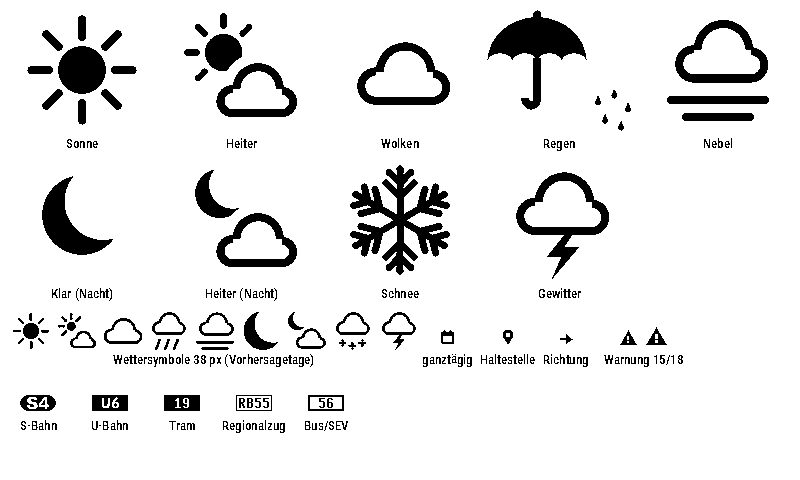 Sonne Heiter Wolken Regen Nebel
Klar (Nacht) Heiter (Nacht) Schnee Gewitter
Wettersymbole 38 px (Vorhersagetage) ganztägig Haltestelle Richtung Warnung 15/18
S4 U6 19 RB55 56
S-Bahn U-Bahn Tram Regionalzug Bus/SEV